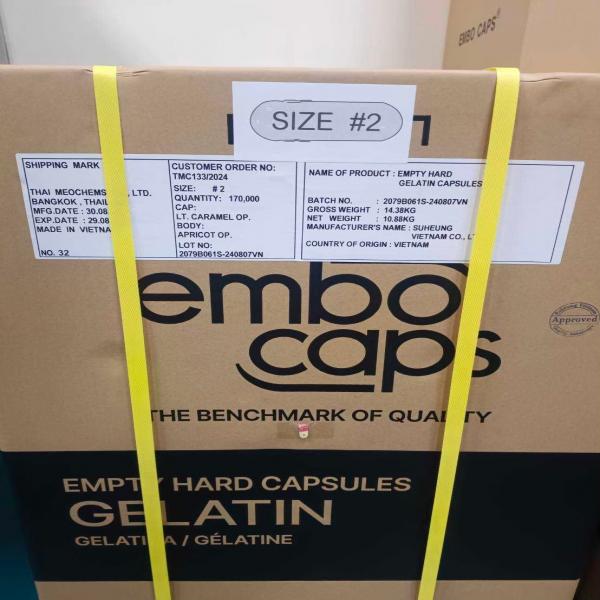 EMBO CAPS®
SIZE #2
SHIPPING MARK
THAI MEOCHEMS , LTD.
BANGKOK , THAIL
MFG.DATE : 30.08
EXP.DATE : 29.08
MADE IN VIETNA
NO. 32
CUSTOMER ORDER NO:
TMC133/2024
SIZE: # 2
QUANTITY: 170,000
CAP:
LT. CARAMEL OP.
BODY:
APRICOT OP.
LOT NO:
2079B061S-240807VN
NAME OF PRODUCT : EMPTY HARD
GELATIN CAPSULES
BATCH NO. : 2079B061S-240807VN
GROSS WEIGHT : 14.38KG
NET WEIGHT : 10.88KG
MANUFACTURER'S NAME : SUHEUNG
VIETNAM CO., LT
COUNTRY OF ORIGIN : VIETNAM
embo
caps
Approved
THE BENCHMARK OF QUALITY
EMPTY HARD CAPSULES
GELATIN
GELATINA / GÉLATINE